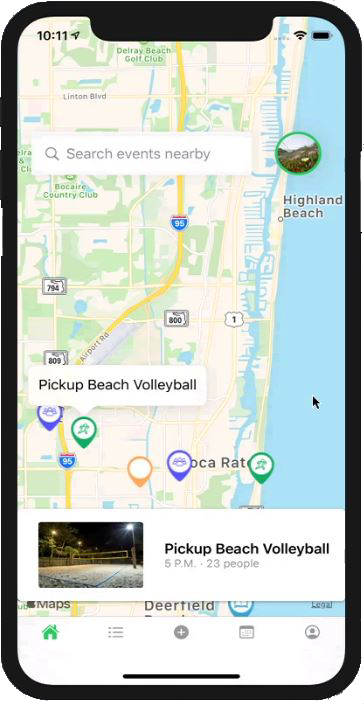 10:11
Delray Beach
Golf Club
Linton Blvd
Search events nearby
Bocaire
Country Club
Highland
Beach
95
794
800
1
Airport Rd
809
Pickup Beach Volleyball
95
oca Rat
Pickup Beach Volleyball
5 P.M. · 23 people
Maps
Deerfield
Legal